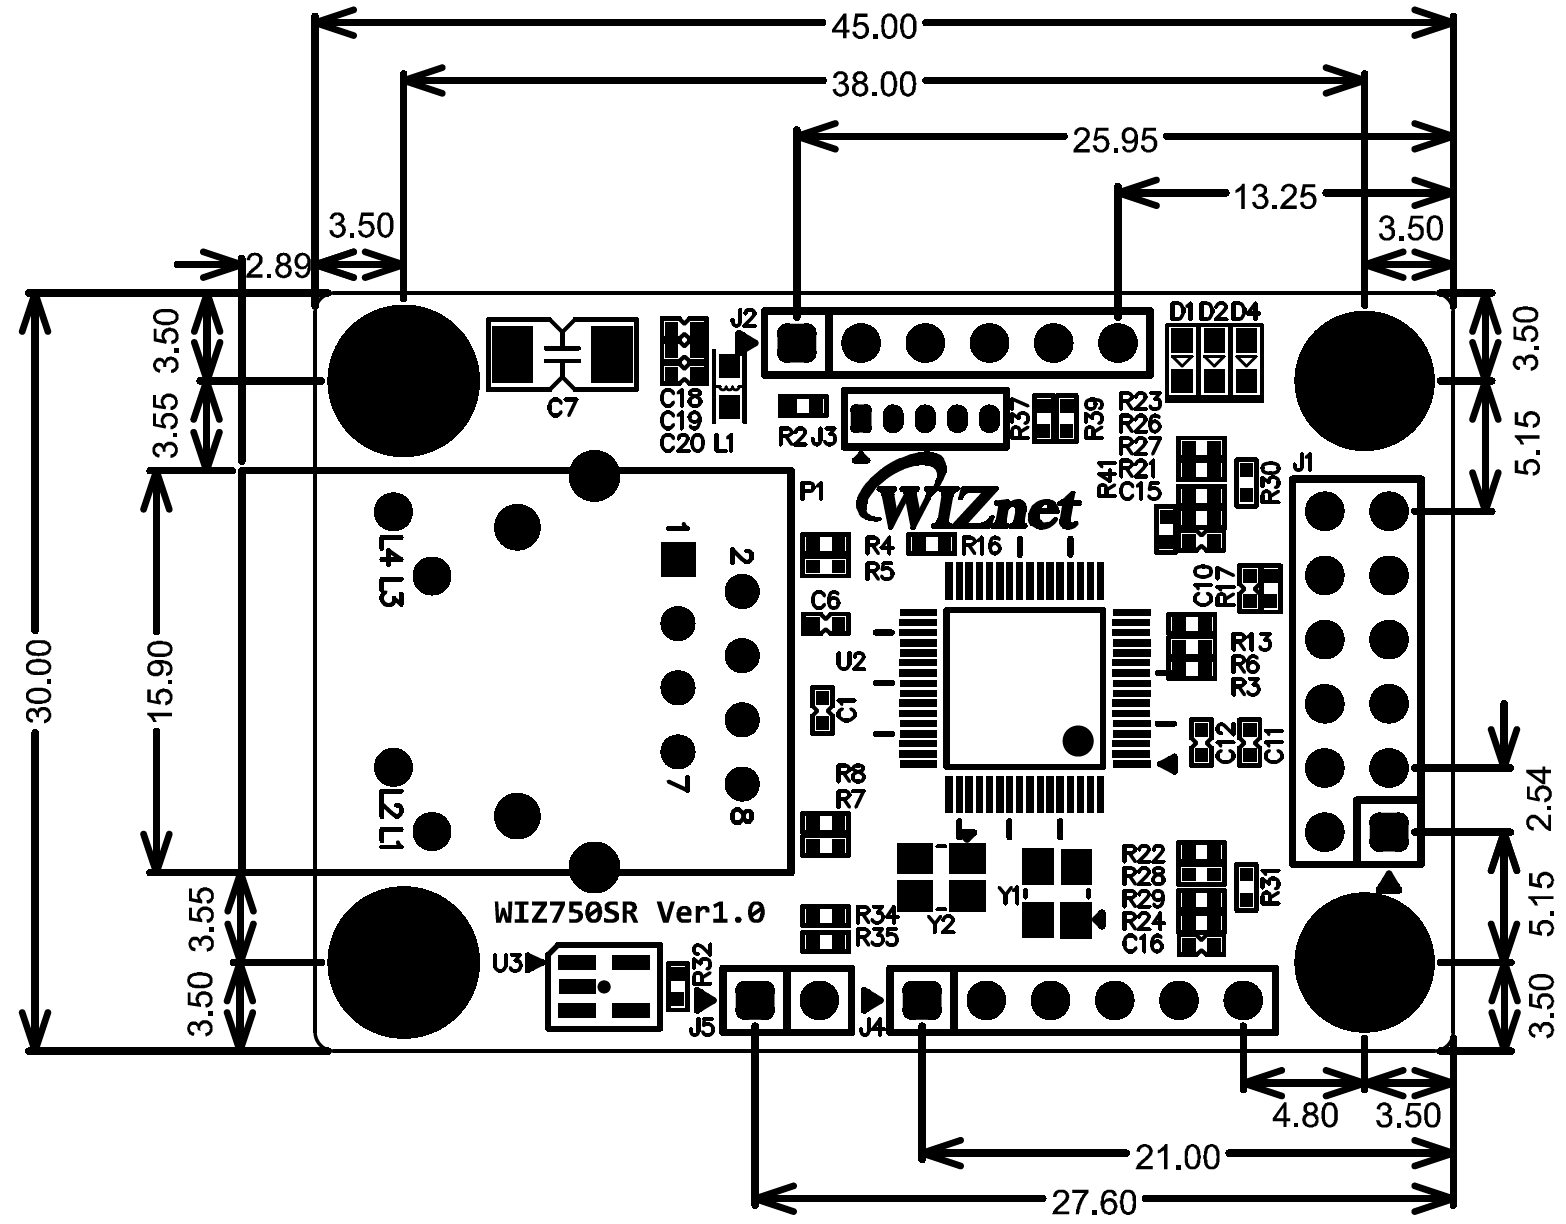 45.00
38.00
25.95
13.25
3.50
3.50
2.89
3.50
3.55
3.50
5.15
J2
D1 D2 D4
C7
C18
C19
C20
L1
R2
J3
R37
R39
R23
R26
R27
R21
C15
R41
R30
J1
WIZnet
P1
L4
L3
1
2
R4
R5
R16
C10
R17
C6
U2
R13
R6
R3
30.00
15.90
C1
C12
C11
7
8
R8
R7
L2
L1
2.54
R22
R28
R29
R24
C16
R31
Y1
Y2
WIZ750SR Ver1.0
R34
R35
3.55
5.15
U3
R32
J5
J4
3.50
3.50
4.80
3.50
21.00
27.60